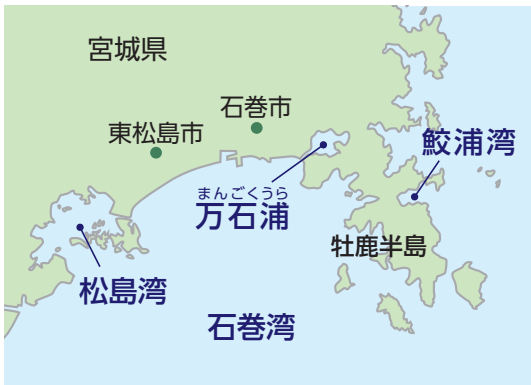 宮城県
石巻市
東松島市
鮫浦湾
まんごくうら
万石浦
牡鹿半島
松島湾
石巻湾